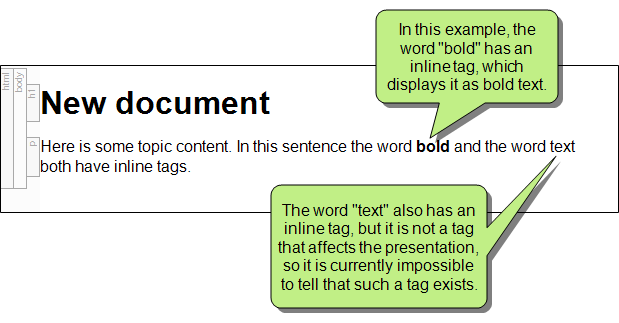 In this example, the
word "bold" has an
inline tag, which
displays it as bold text.
html
body
h1
New document
p
Here is some topic content. In this sentence the word bold and the word text
both have inline tags.
The word "text" also has an
inline tag, but it is not a tag
that affects the presentation,
so it is currently impossible
to tell that such a tag exists.